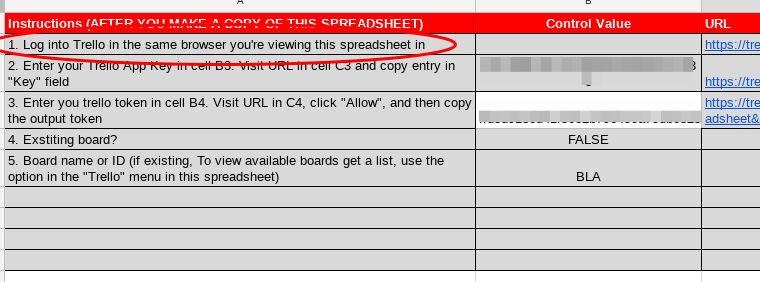 A
B
Instructions (AFTER YOU MAKE A COPY OF THIS SPREADSHEET) Control Value URL
1. Log into Trello in the same browser you're viewing this spreadsheet in https://tre
2. Enter your Trello App Key in cell B3. Visit URL in cell C3 and copy entry in
"Key" field https://tre
3. Enter you trello token in cell B4. Visit URL in C4, click "Allow", and then copy https://tre
the output token adsheet&
4. Exstiting board? FALSE
5. Board name or ID (if existing, To view available boards get a list, use the
option in the "Trello" menu in this spreadsheet) BLA